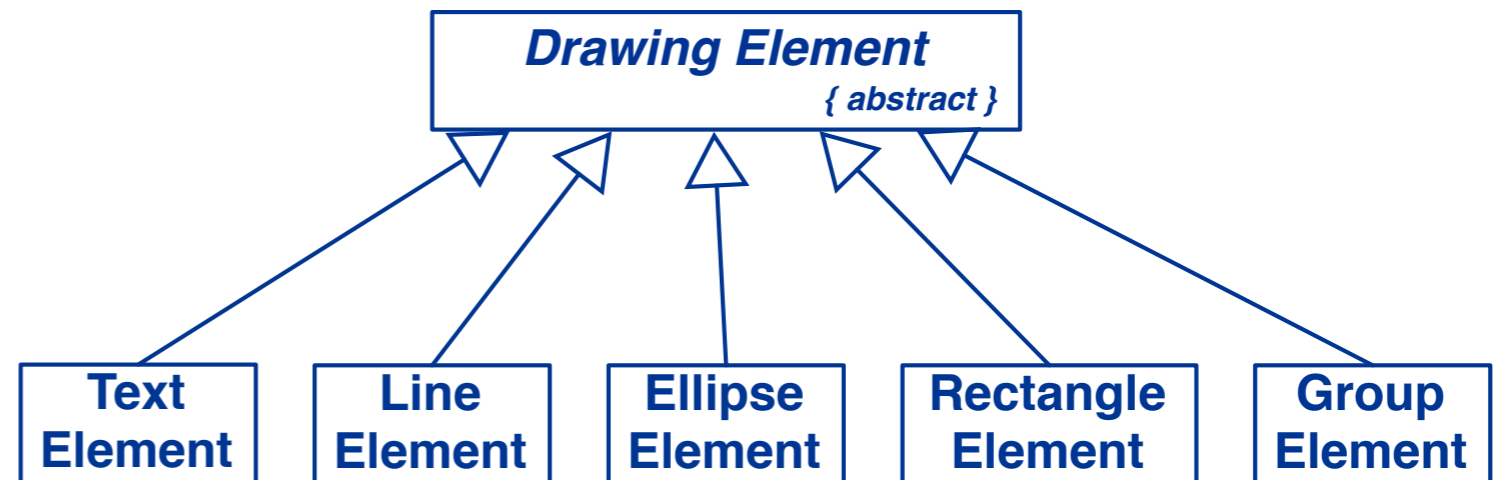 Drawing Element
{ abstract }
Text
Element
Line
Element
Ellipse
Element
Rectangle
Element
Group
Element